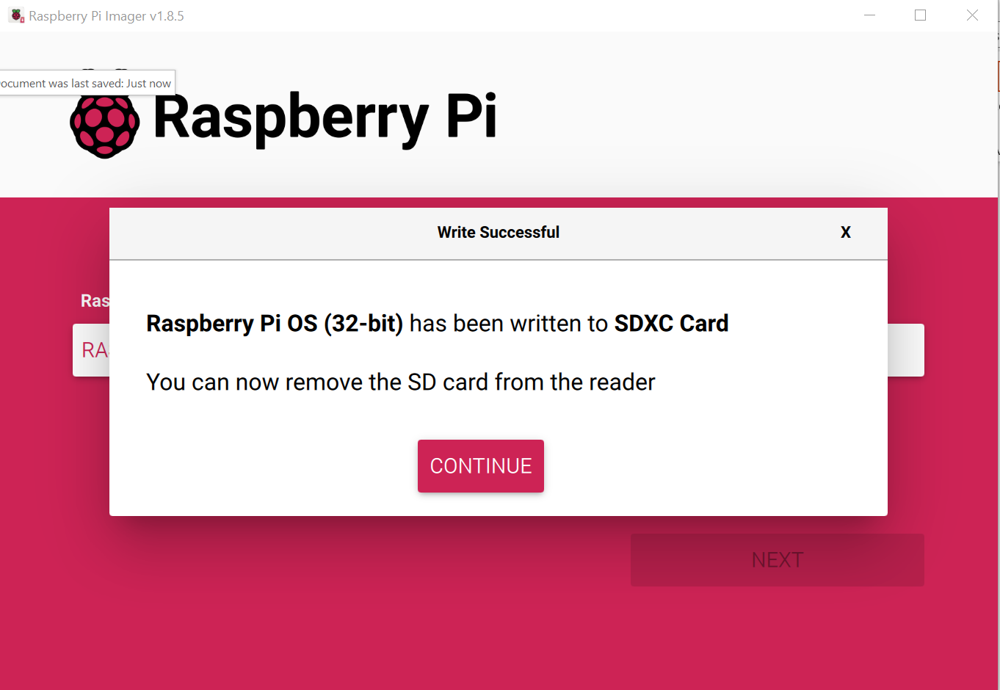 Raspberry Pi Imager v1.8.5
ocument was last saved: Just now
Raspberry Pi
Write Successful X
Ras
RA
Raspberry Pi OS (32-bit) has been written to SDXC Card
You can now remove the SD card from the reader
CONTINUE
NEXT